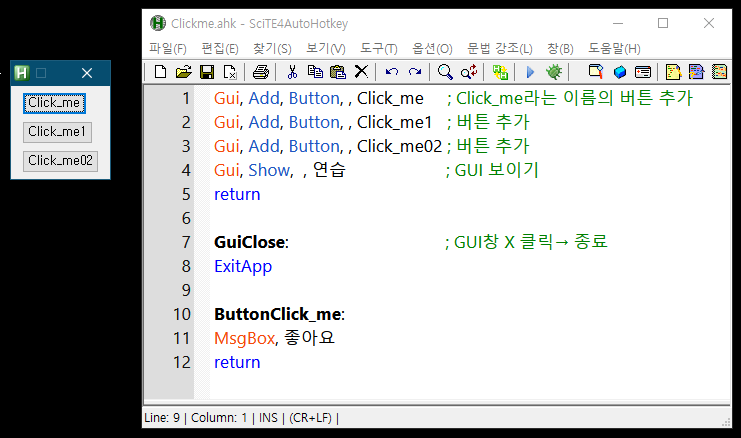 Clickme.ahk - SciTE4AutoHotkey
파일(F) 편집(E) 찾기(S) 보기(V) 도구(T) 옵션(O) 문법 강조(L) 창(B) 도움말(H)
H
Click_me
Click_me1
Click_me02
1 Gui, Add, Button, , Click_me ; Click_me라는 이름의 버튼 추가
2 Gui, Add, Button, , Click_me1 ; 버튼 추가
3 Gui, Add, Button, , Click_me02 ; 버튼 추가
4 Gui, Show, , 연습 ; GUI 보이기
5 return
6
7 GuiClose: ; GUI창 X 클릭→ 종료
8 ExitApp
9
10 ButtonClick_me:
11 MsgBox, 좋아요
12 return
Line: 9 | Column: 1 | INS | (CR+LF) |